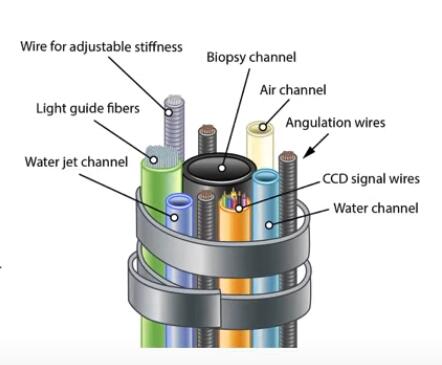 Wire for adjustable stiffness
Biopsy channel
Air channel
Light guide fibers
Angulation wires
Water jet channel
CCD signal wires
Water channel